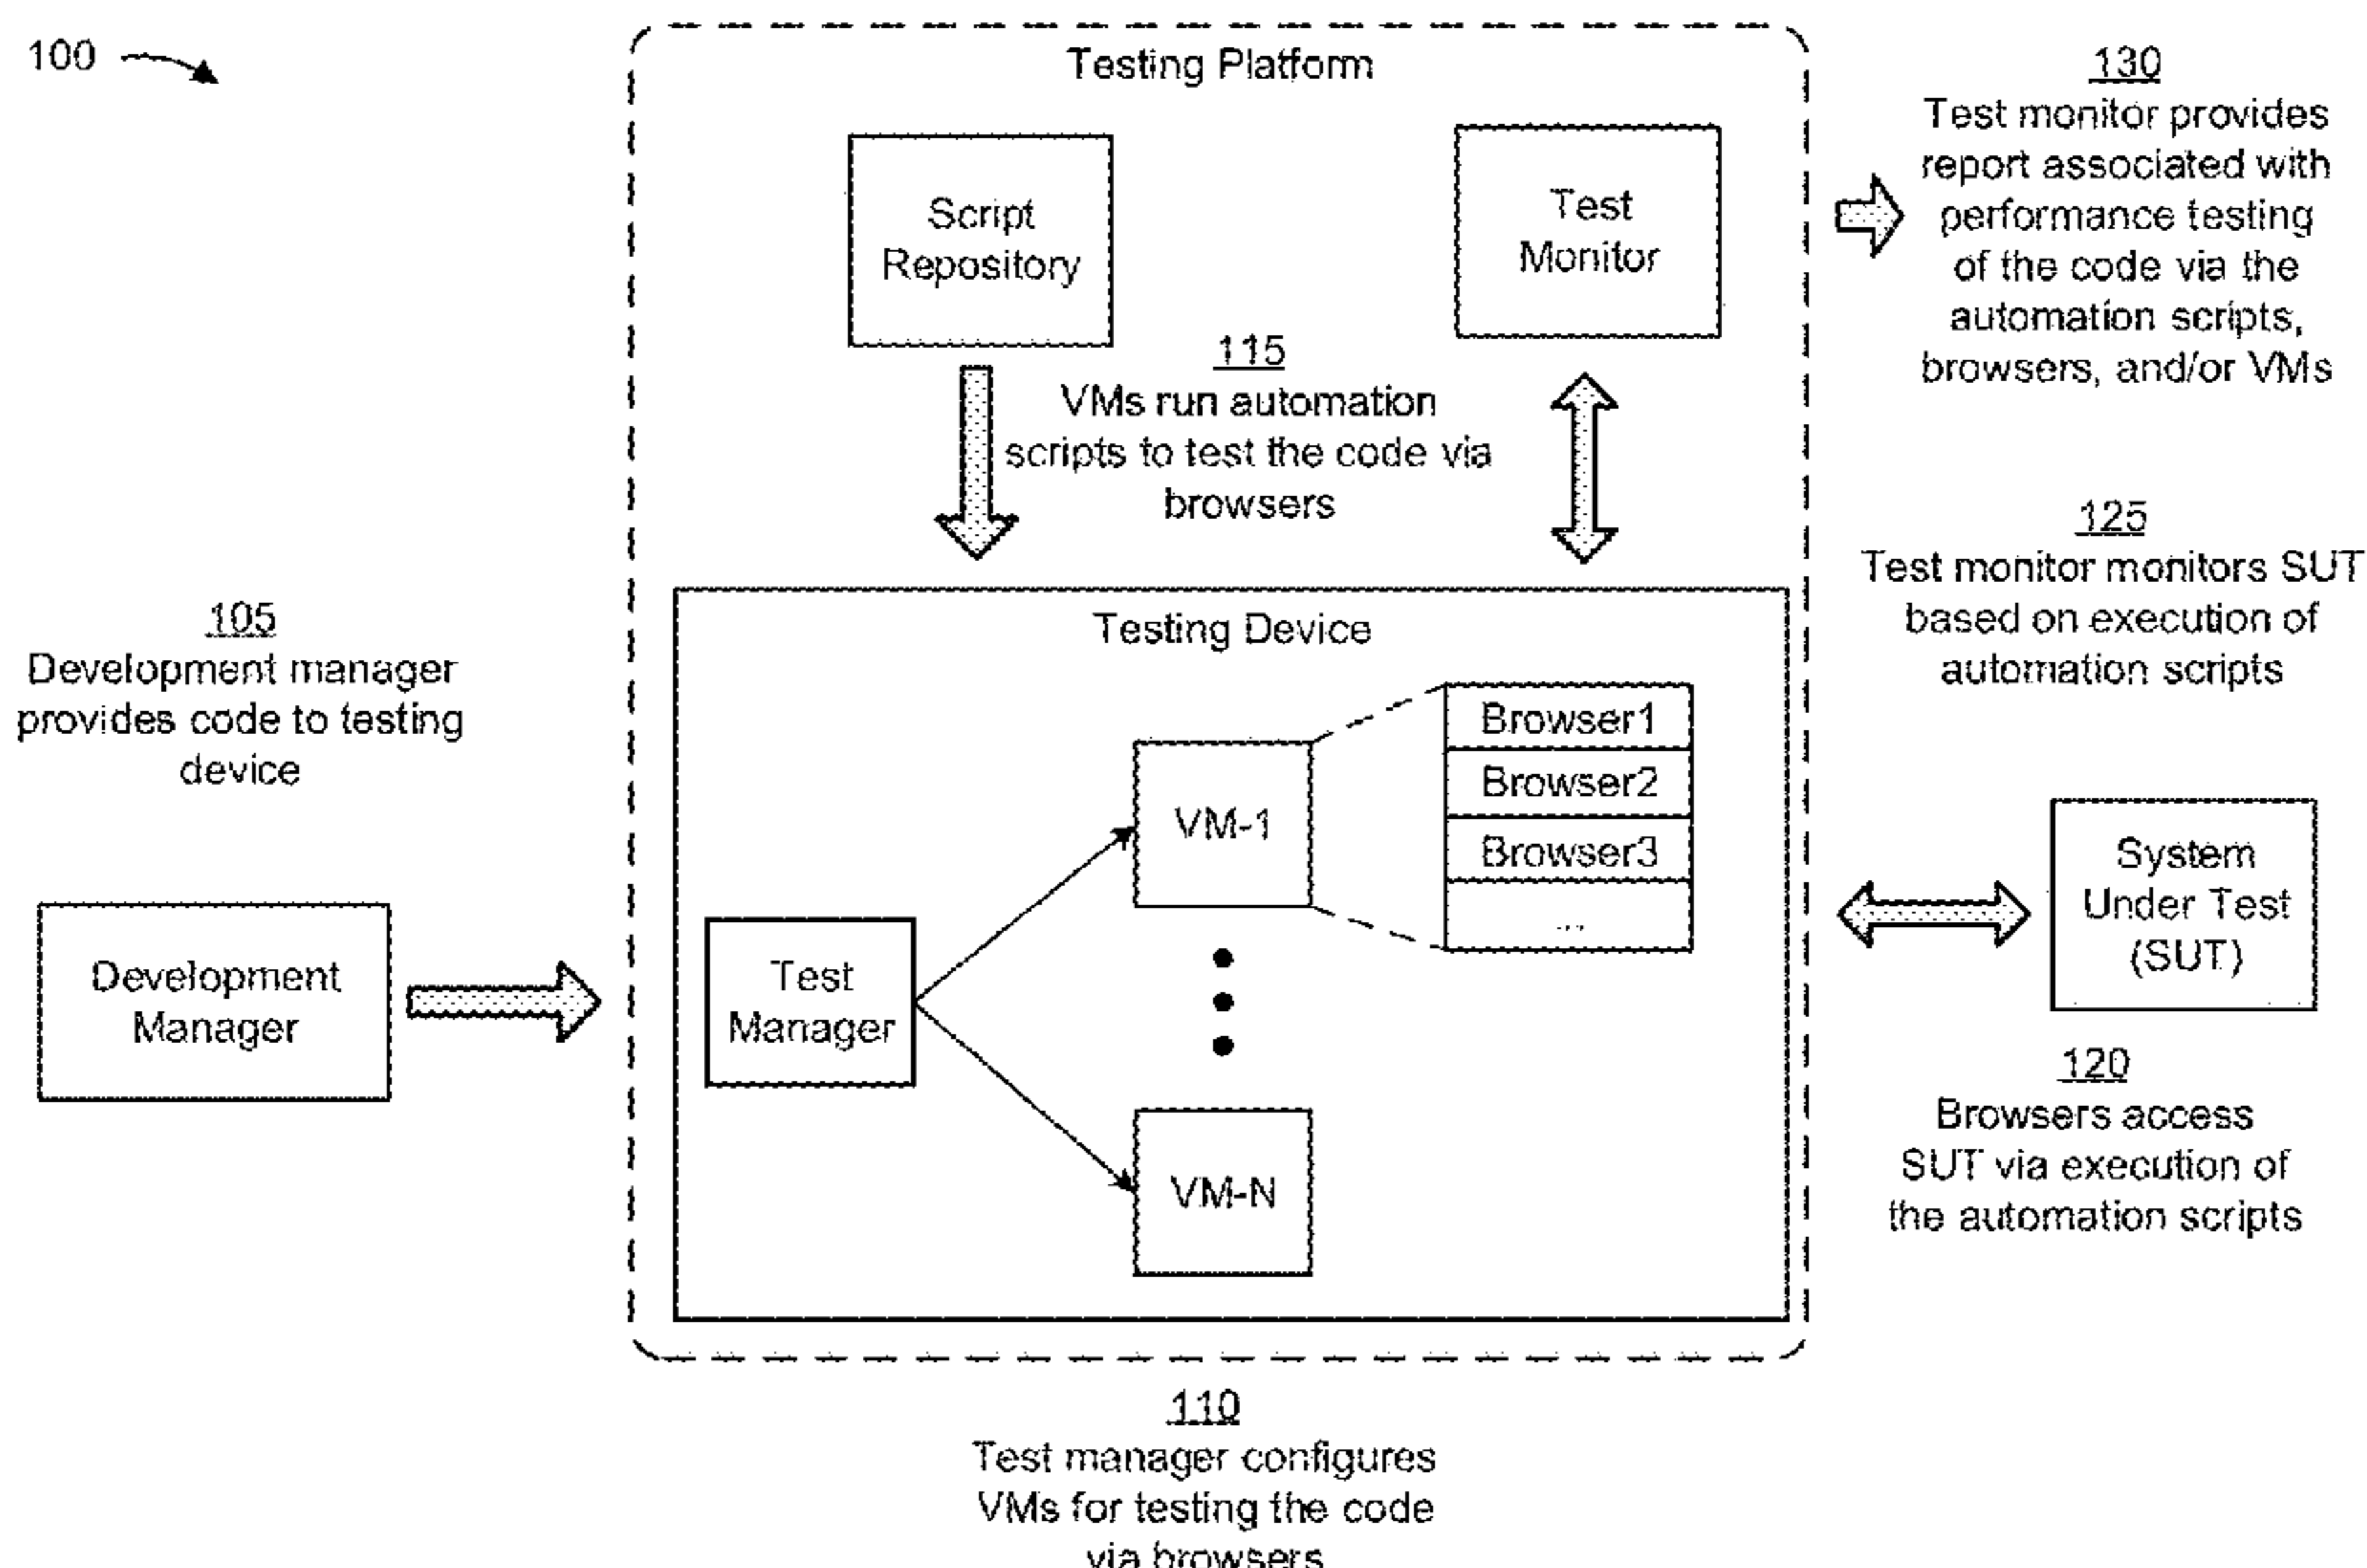 100
Testing Platform
Script
Repository
Test
Monitor
115
VMs run automation
scripts to test the code via
browsers
130
Test monitor provides
report associated with
performance testing
of the code via the
automation scripts,
browsers, and/or VMs
105
Development manager
provides code to testing
device
Development
Manager
Testing Device
Test
Manager
VM-1
Browser1
Browser2
Browser3
...
VM-N
125
Test monitor monitors SUT
based on execution of
automation scripts
System
Under Test
(SUT)
120
Browsers access
SUT via execution of
the automation scripts
110
Test manager configures
VMs for testing the code
via browsers